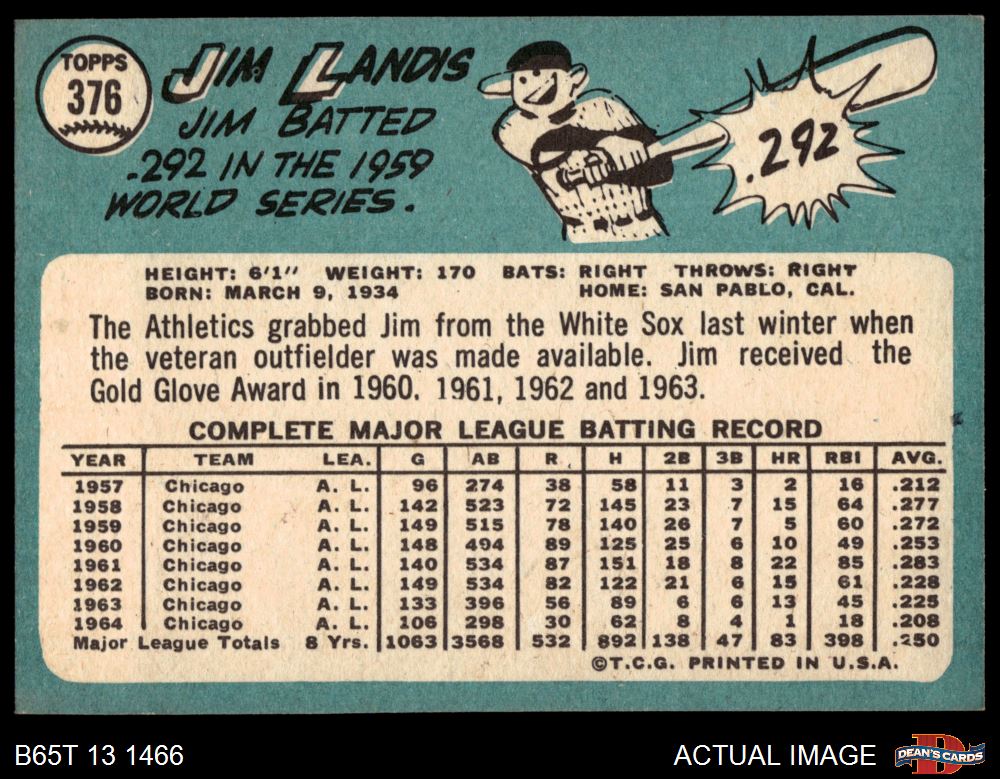 TOPPS
376
JIM LANDIS
JIM BATTED
.292 IN THE 1959
WORLD SERIES.
.292
HEIGHT: 6'1" WEIGHT: 170 BATS: RIGHT THROWS: RIGHT
BORN: MARCH 9, 1934 HOME: SAN PABLO, CAL.
The Athletics grabbed Jim from the White Sox last winter when
the veteran outfielder was made available. Jim received the
Gold Glove Award in 1960. 1961, 1962 and 1963.
COMPLETE MAJOR LEAGUE BATTING RECORD
YEAR TEAM LEA. G AB R H 2B 3B HR RBI AVG.
1957 Chicago A. L. 96 274 38 58 11 3 2 16 .212
1958 Chicago A. L. 142 523 72 145 23 7 15 64 .277
1959 Chicago A. L. 149 515 78 140 26 7 5 60 .272
1960 Chicago A. L. 148 494 89 125 25 6 10 49 .253
1961 Chicago A. L. 140 534 87 151 18 8 22 85 .283
1962 Chicago A. L. 149 534 82 122 21 6 15 61 .228
1963 Chicago A. L. 133 396 56 89 6 6 13 45 .225
1964 Chicago A. L. 106 298 30 62 8 4 1 18 .208
Major League Totals 8 Yrs. 1063 3568 532 892 138 47 83 398 .250
©T.C.G. PRINTED IN U.S.A.
B65T 13 1466 ACTUAL IMAGE
DEAN'S CARDS